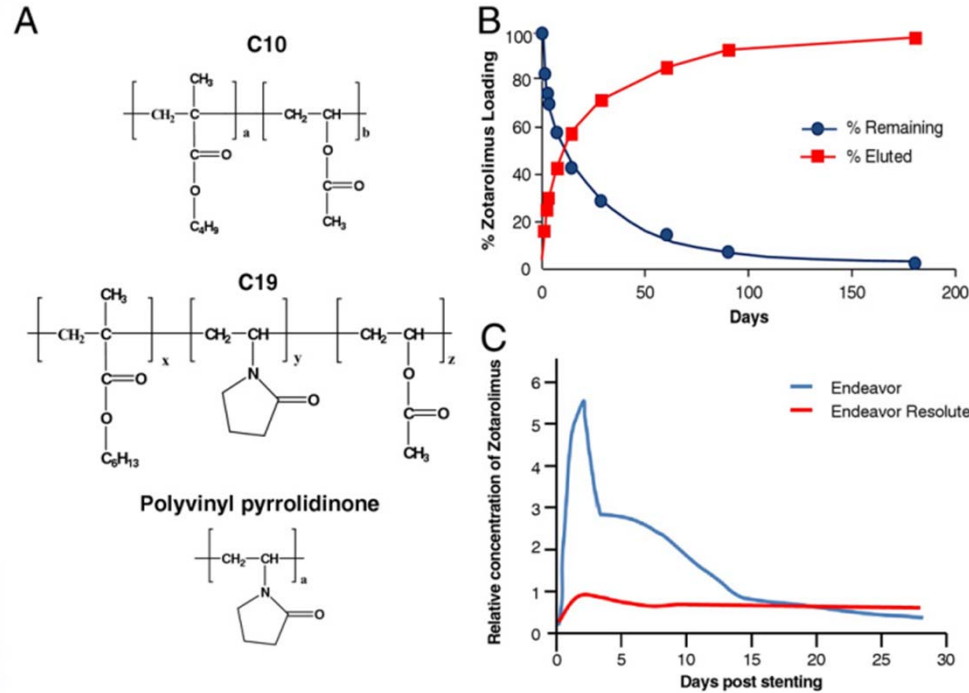 A
C10
CH3
CH2 C
a
CH2 CH
b
C O
O
C4H9
O
C O
CH3
C19
CH3
CH2 C
x
CH2 CH
y
CH2 CH
z
C O
O
C6H13
N
O
O
C O
CH3
Polyvinyl pyrrolidinone
CH2 CH
a
N
O
B
100
80
60
40
20
0
% Zotarolimus Loading
% Remaining
% Eluted
0 50 100 150 200
Days
C
6
5
4
3
2
1
0
Relative concentration of Zotarolimus
Endeavor
Endeavor Resolute
0 5 10 15 20 25 30
Days post stenting